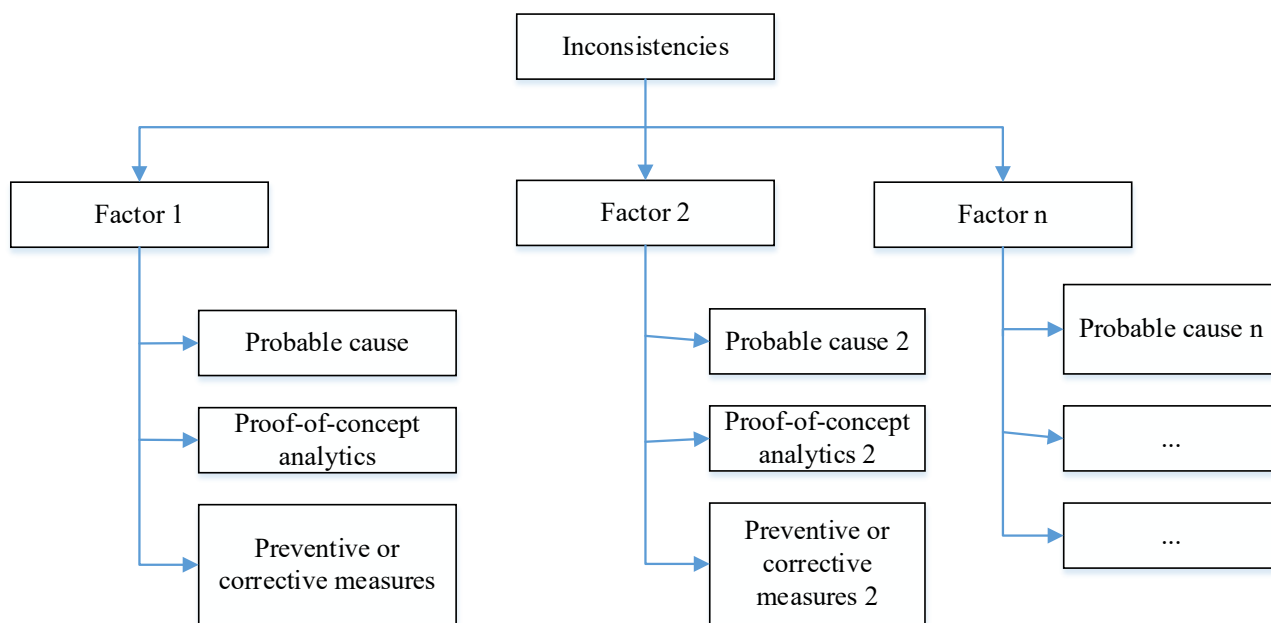 Inconsistencies
Factor 1
Factor 2
Factor n
Probable cause
Proof-of-concept
analytics
Preventive or
corrective measures
Probable cause 2
Proof-of-concept
analytics 2
Preventive or
corrective
measures 2
Probable cause n
...
...